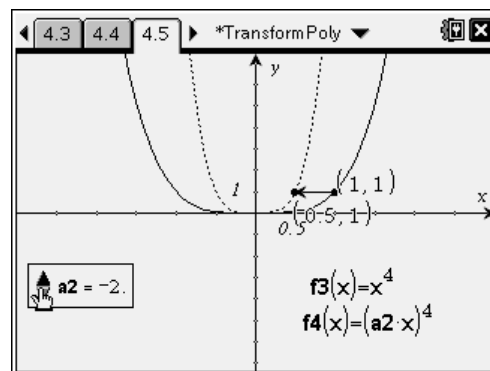 4.3 4.4 4.5 *TransformPoly
y
1
(1, 1)
x
(0.5, 1)
0.5
a2 = -2.
f3(x)=x⁴
f4(x)=(a2·x)⁴